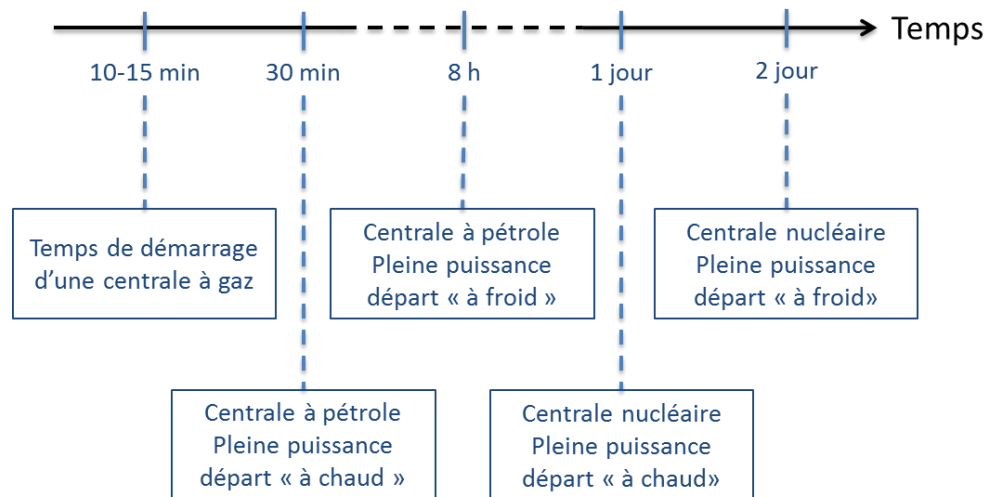 Temps
10-15 min
30 min
8 h
1 jour
2 jour
Temps de démarrage
d’une centrale à gaz
Centrale à pétrole
Pleine puissance
départ « à froid »
Centrale nucléaire
Pleine puissance
départ « à froid»
Centrale à pétrole
Pleine puissance
départ « à chaud »
Centrale nucléaire
Pleine puissance
départ « à chaud»